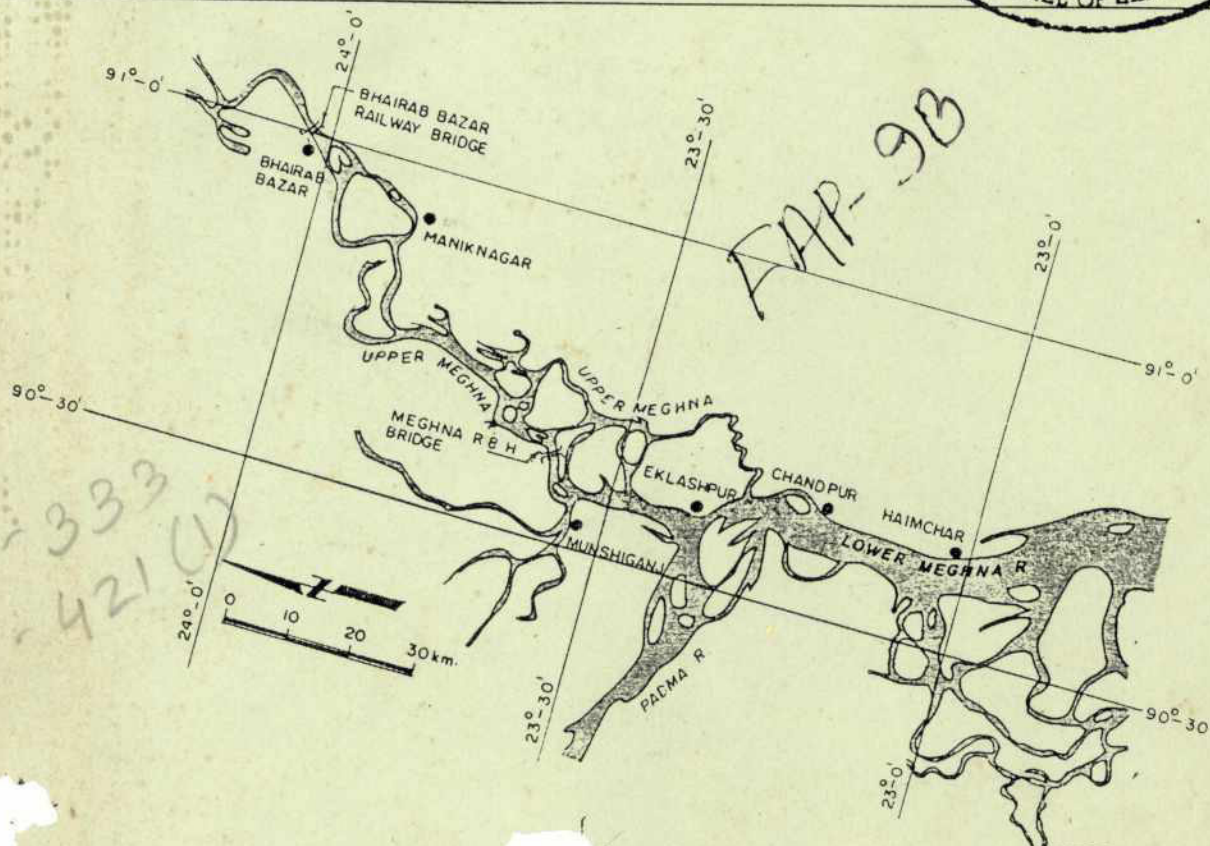 24°-0'
91°-0'
BHAIRAB BAZAR
RAILWAY BRIDGE
23°-30'
FAP-9B
BHAIRAB
BAZAR
MANIKNAGAR
23°-0'
UPPER MEGHNA
UPPER MEGHNA
91°-0'
90°-30'
MEGHNA R & H
BRIDGE
EKLASHPUR
CHANDPUR
HAIMCHAR
333
421 (1)
MUNSHIGANJ
LOWER MEGHNA R
0 10 20 30 km.
24°-0'
PADMA R
23°-30'
90°-30
23°-0'